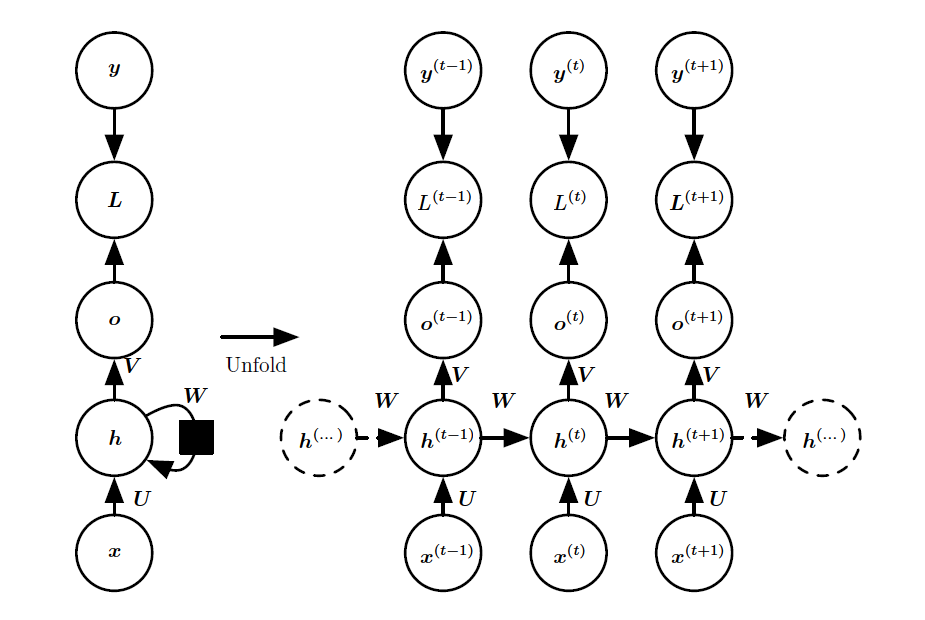 y y^(t−1) y^(t) y^(t+1)
L L^(t−1) L^(t) L^(t+1)
o o^(t−1) o^(t) o^(t+1)
Unfold
V V V V
W W W W W
h h^(...) h^(t−1) h^(t) h^(t+1) h^(...)
U U U U
x x^(t−1) x^(t) x^(t+1)